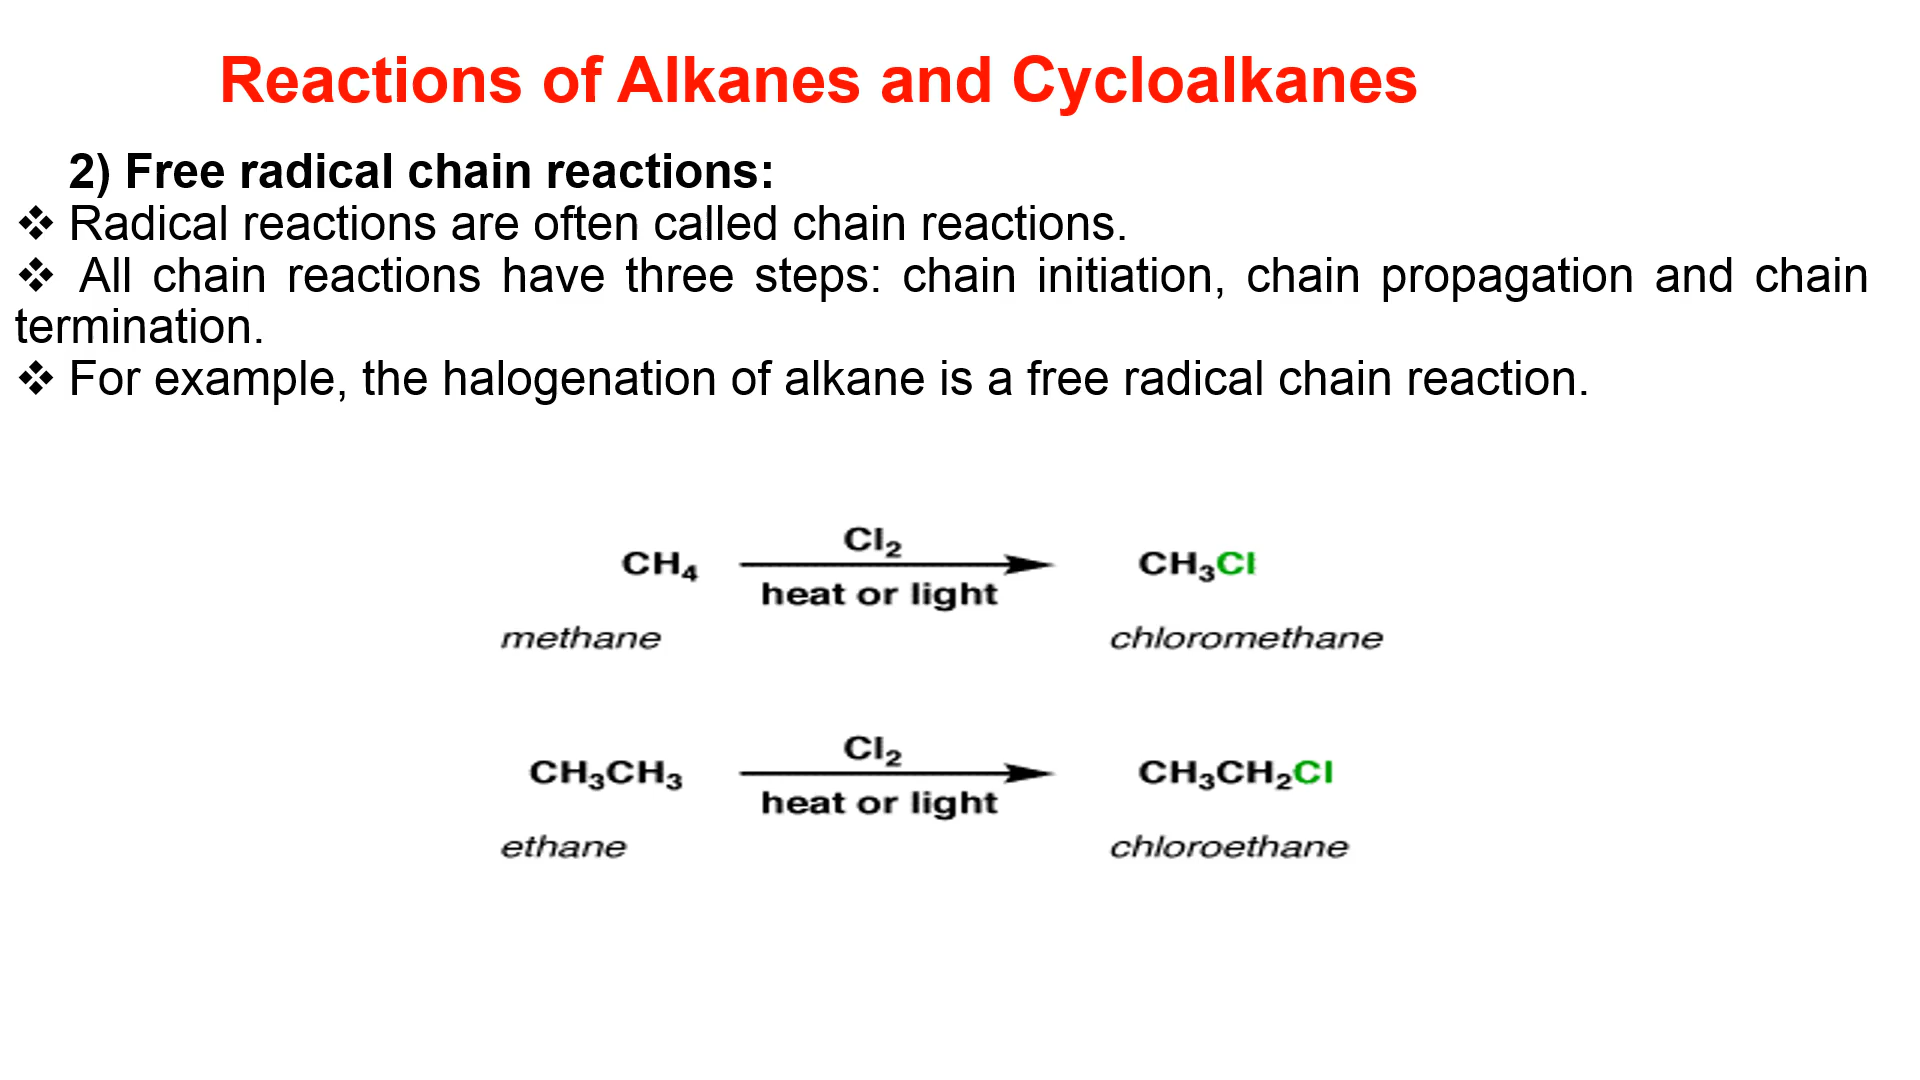 Reactions of Alkanes and Cycloalkanes
2) Free radical chain reactions:
❖ Radical reactions are often called chain reactions.
❖ All chain reactions have three steps: chain initiation, chain propagation and chain
termination.
❖ For example, the halogenation of alkane is a free radical chain reaction.
Cl₂
CH₄ CH₃Cl
heat or light
methane chloromethane
Cl₂
CH₃CH₃ CH₃CH₂Cl
heat or light
ethane chloroethane